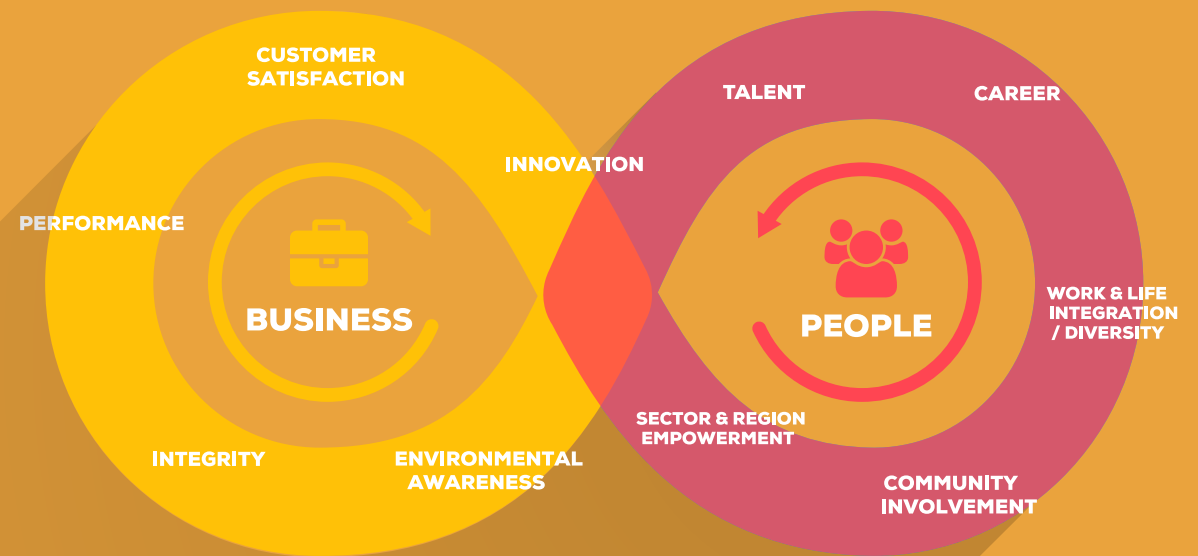 CUSTOMER
SATISFACTION
TALENT
CAREER
INNOVATION
PERFORMANCE
BUSINESS
PEOPLE
WORK & LIFE
INTEGRATION
/ DIVERSITY
SECTOR & REGION
EMPOWERMENT
INTEGRITY
ENVIRONMENTAL
AWARENESS
COMMUNITY
INVOLVEMENT